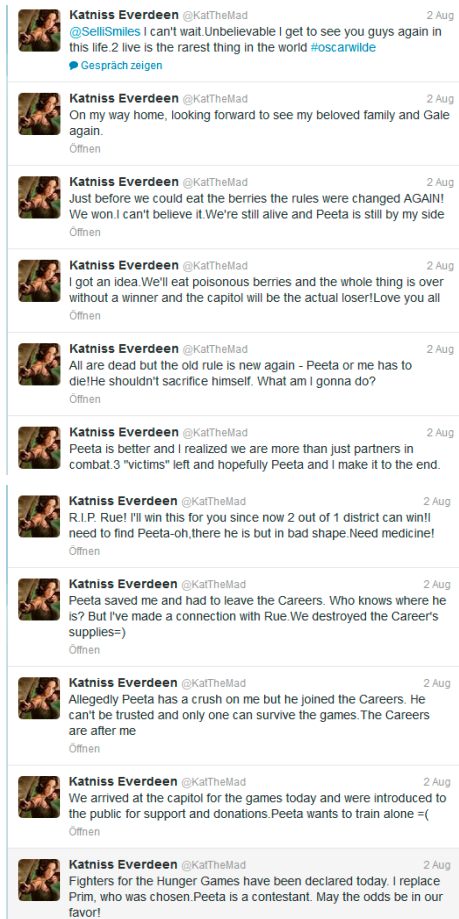 Katniss Everdeen @KatTheMad 2 Aug
@SelliSmiles I can't wait.Unbelievable I get to see you guys again in
this life.2 live is the rarest thing in the world #oscarwilde
Gespräch zeigen
Katniss Everdeen @KatTheMad 2 Aug
On my way home, looking forward to see my beloved family and Gale
again.
Öffnen
Katniss Everdeen @KatTheMad 2 Aug
Just before we could eat the berries the rules were changed AGAIN!
We won.I can't believe it.We're still alive and Peeta is still by my side
Öffnen
Katniss Everdeen @KatTheMad 2 Aug
I got an idea.We'll eat poisonous berries and the whole thing is over
without a winner and the capitol will be the actual loser!Love you all
Öffnen
Katniss Everdeen @KatTheMad 2 Aug
All are dead but the old rule is new again - Peeta or me has to
die!He shouldn't sacrifice himself. What am I gonna do?
Öffnen
Katniss Everdeen @KatTheMad 2 Aug
Peeta is better and I realized we are more than just partners in
combat.3 "victims" left and hopefully Peeta and I make it to the end.
Katniss Everdeen @KatTheMad 2 Aug
R.I.P. Rue! I'll win this for you since now 2 out of 1 district can win!I
need to find Peeta-oh,there he is but in bad shape.Need medicine!
Öffnen
Katniss Everdeen @KatTheMad 2 Aug
Peeta saved me and had to leave the Careers. Who knows where he
is? But I've made a connection with Rue.We destroyed the Career's
supplies=)
Öffnen
Katniss Everdeen @KatTheMad 2 Aug
Allegedly Peeta has a crush on me but he joined the Careers. He
can't be trusted and only one can survive the games.The Careers
are after me
Öffnen
Katniss Everdeen @KatTheMad 2 Aug
We arrived at the capitol for the games today and were introduced to
the public for support and donations.Peeta wants to train alone =(
Öffnen
Katniss Everdeen @KatTheMad 2 Aug
Fighters for the Hunger Games have been declared today. I replace
Prim, who was chosen.Peeta is a contestant. May the odds be in our
favor!